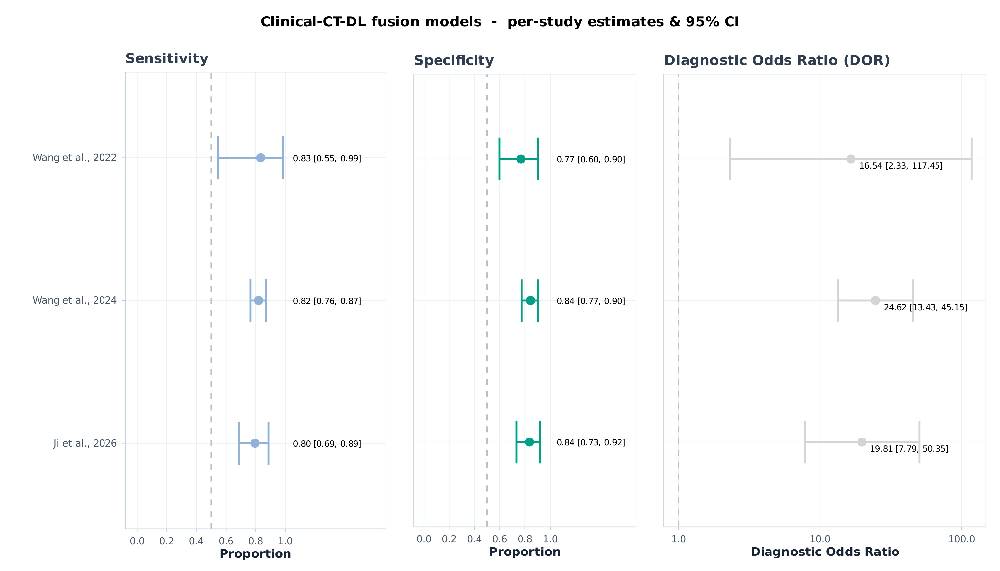 Clinical-CT-DL fusion models - per-study estimates & 95% CI
Sensitivity
Wang et al., 2022
0.83 [0.55, 0.99]
Wang et al., 2024
0.82 [0.76, 0.87]
Ji et al., 2026
0.80 [0.69, 0.89]
0.0 0.2 0.4 0.6 0.8 1.0
Proportion
Specificity
0.77 [0.60, 0.90]
0.84 [0.77, 0.90]
0.84 [0.73, 0.92]
0.0 0.2 0.4 0.6 0.8 1.0
Proportion
Diagnostic Odds Ratio (DOR)
16.54 [2.33, 117.45]
24.62 [13.43, 45.15]
19.81 [7.79, 50.35]
1.0 10.0 100.0
Diagnostic Odds Ratio